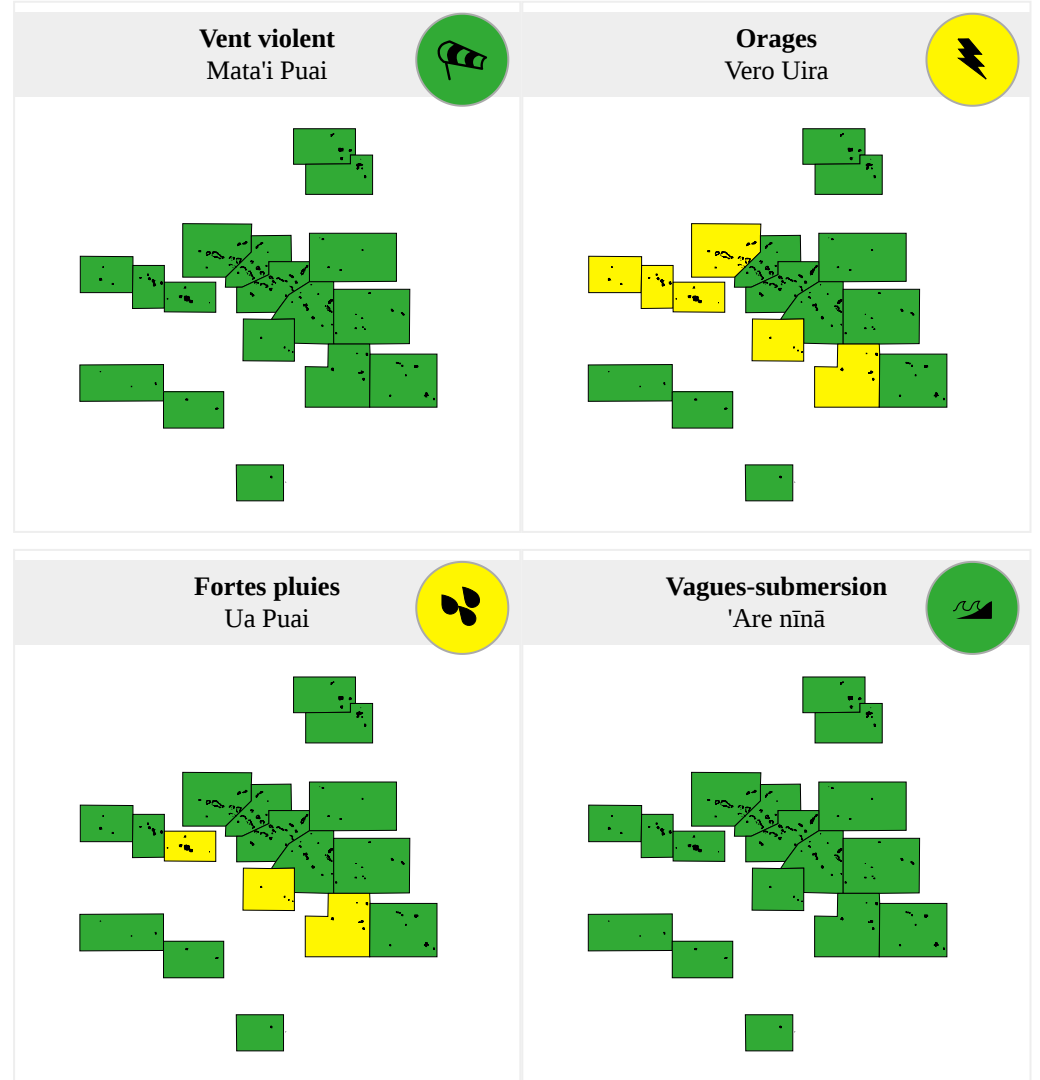 Vent violent
Mata'i Puai
Orages
Vero Uira
Fortes pluies
Ua Puai
Vagues-submersion
'Are nīnā